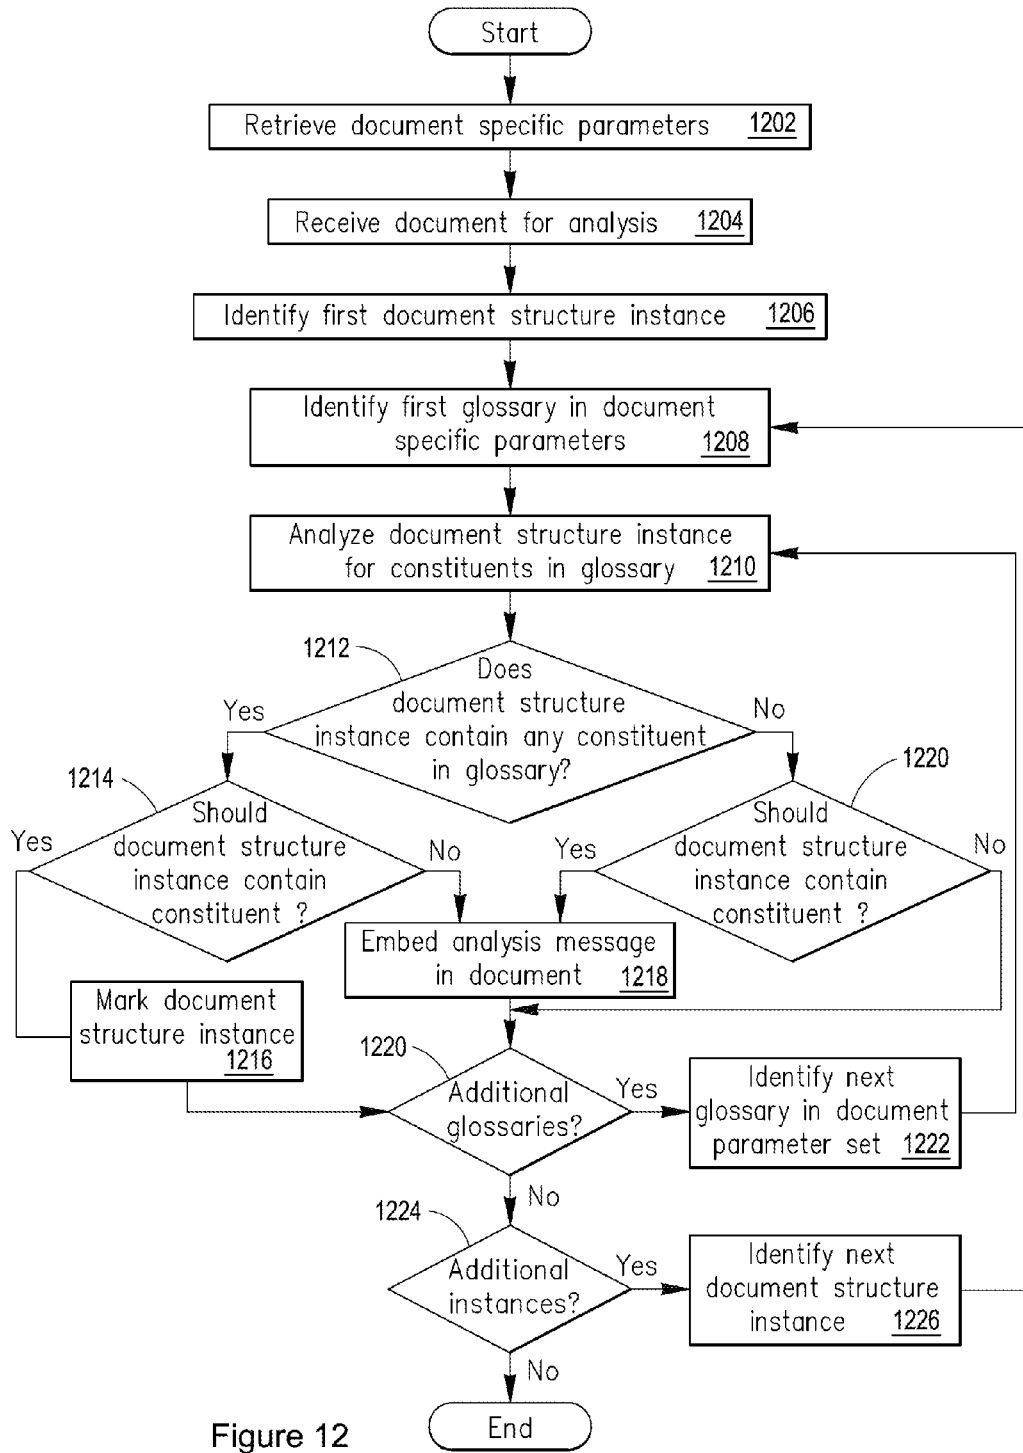 Start
Retrieve document specific parameters 1202
Receive document for analysis 1204
Identify first document structure instance 1206
Identify first glossary in document
specific parameters 1208
Analyze document structure instance
for constituents in glossary 1210
1212
Does
document structure
instance contain any constituent
in glossary?
Yes
No
1214
Should
document structure
instance contain
constituent ?
Yes
No
1220
Should
document structure
instance contain
constituent ?
Yes
No
Embed analysis message
in document 1218
Mark document
structure instance
1216
1220
Additional
glossaries?
Yes
Identify next
glossary in document
parameter set 1222
No
1224
Additional
instances?
Yes
Identify next
document structure
instance 1226
No
End
Figure 12